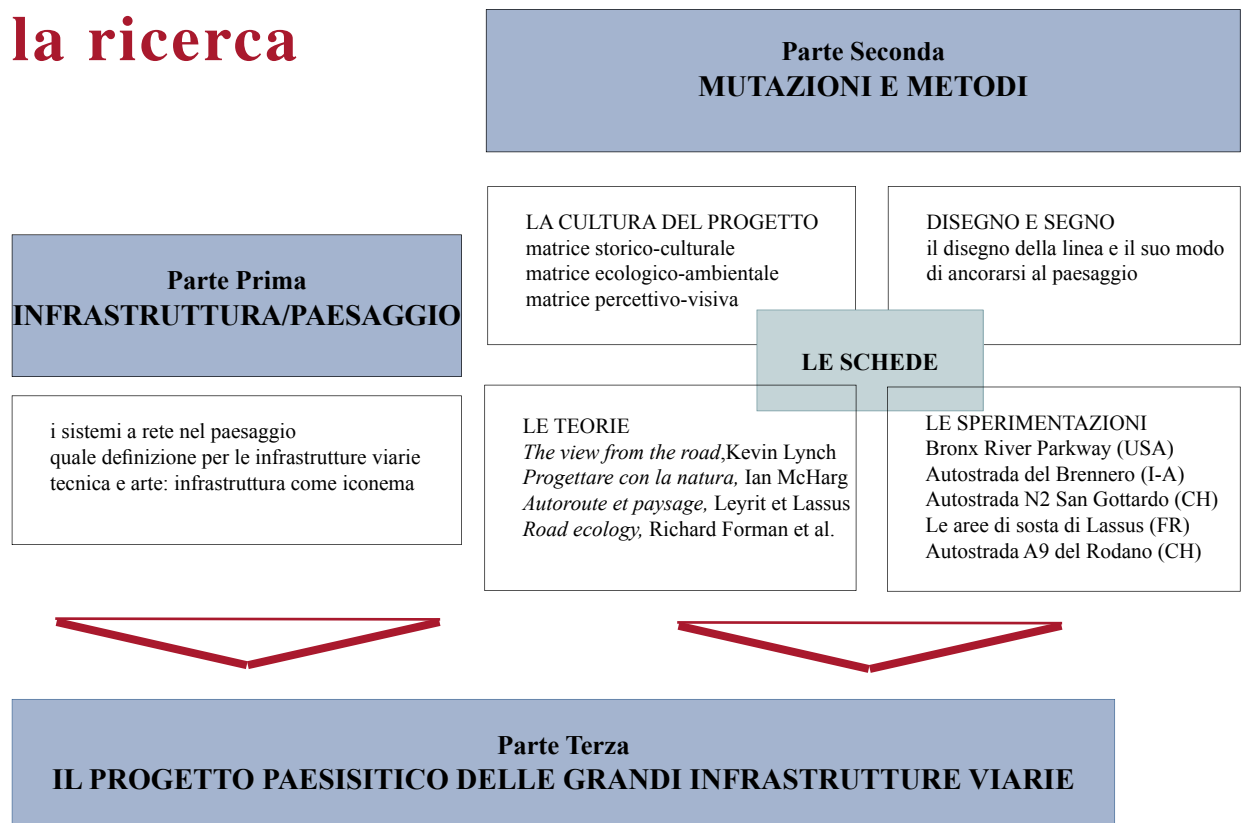 la ricerca
Parte Prima
INFRASTRUTTURA/PAESAGGIO
i sistemi a rete nel paesaggio
quale definizione per le infrastrutture viarie
tecnica e arte: infrastruttura come iconema
Parte Seconda
MUTAZIONI E METODI
LA CULTURA DEL PROGETTO
matrice storico-culturale
matrice ecologico-ambientale
matrice percettivo-visiva
DISEGNO E SEGNO
il disegno della linea e il suo modo
di ancorarsi al paesaggio
LE SCHEDE
LE TEORIE
The view from the road,Kevin Lynch
Progettare con la natura, Ian McHarg
Autoroute et paysage, Leyrit et Lassus
Road ecology, Richard Forman et al.
LE SPERIMENTAZIONI
Bronx River Parkway (USA)
Autostrada del Brennero (I-A)
Autostrada N2 San Gottardo (CH)
Le aree di sosta di Lassus (FR)
Autostrada A9 del Rodano (CH)
Parte Terza
IL PROGETTO PAESISITICO DELLE GRANDI INFRASTRUTTURE VIARIE